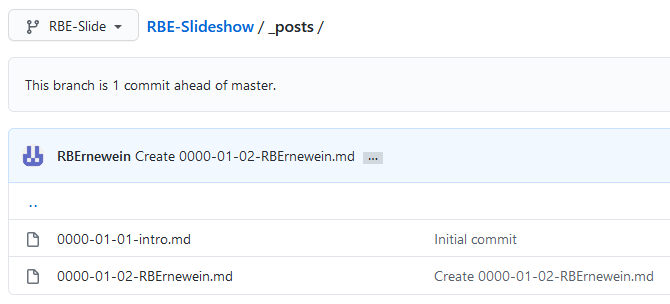 RBE-Slide RBE-Slideshow / _posts /
This branch is 1 commit ahead of master.
RBErnewein Create 0000-01-02-RBErnewein.md ...
..
0000-01-01-intro.md Initial commit
0000-01-02-RBErnewein.md Create 0000-01-02-RBErnewein.md